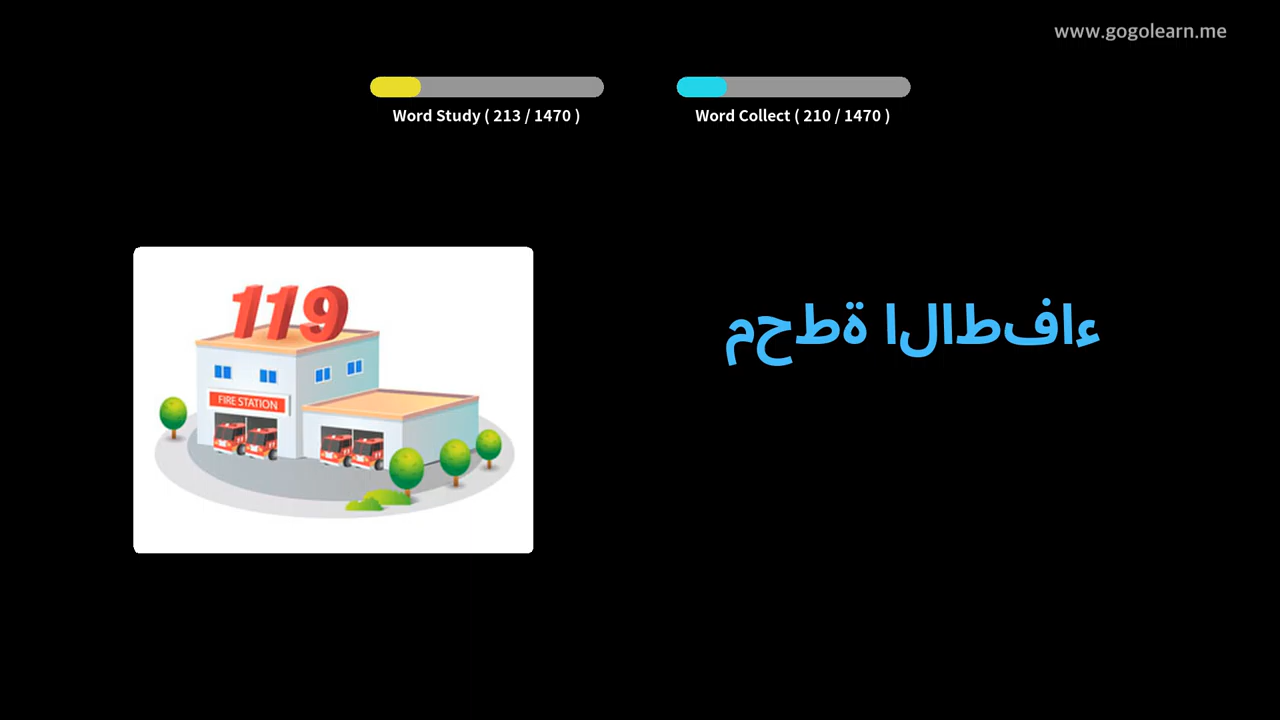 www.gogolearn.me
Word Study ( 213 / 1470 )
Word Collect ( 210 / 1470 )
119
FIRE STATION
محطة الاطفاء